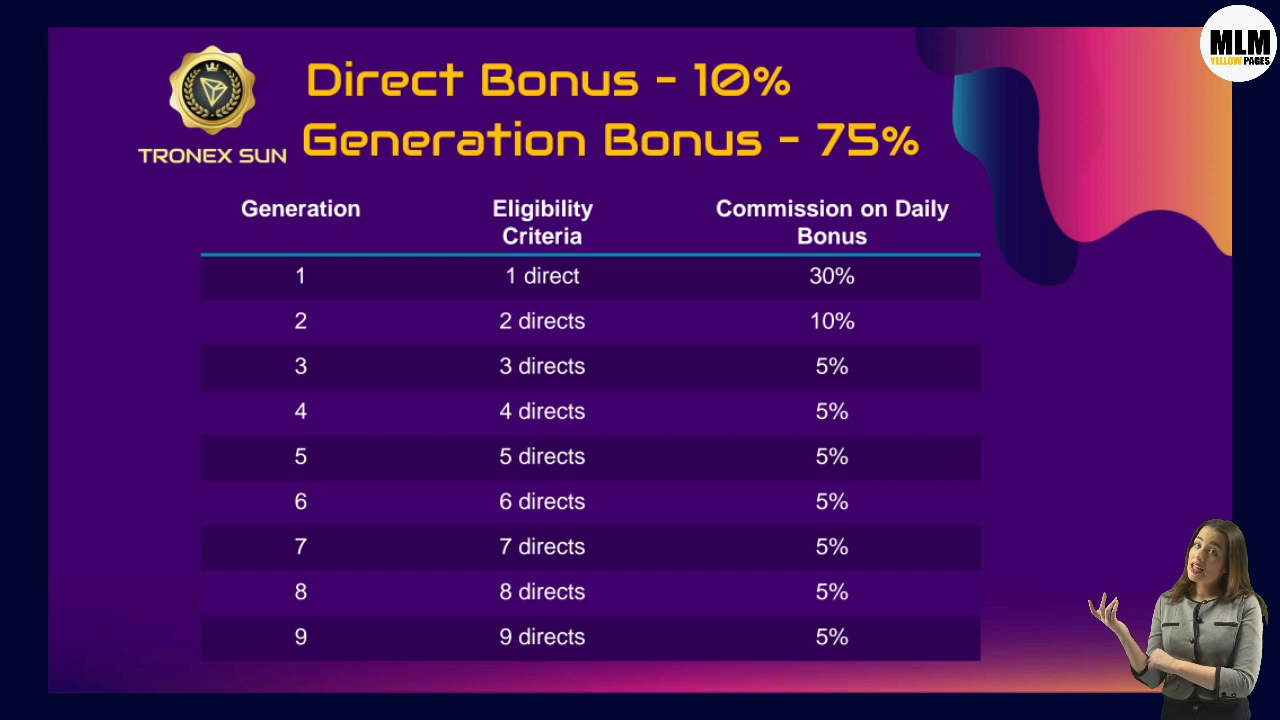 MLM
YELLOW PAGES
Direct Bonus - 10%
TRONEX SUN
Generation Bonus - 75%
Generation Eligibility Criteria Commission on Daily Bonus
1 1 direct 30%
2 2 directs 10%
3 3 directs 5%
4 4 directs 5%
5 5 directs 5%
6 6 directs 5%
7 7 directs 5%
8 8 directs 5%
9 9 directs 5%